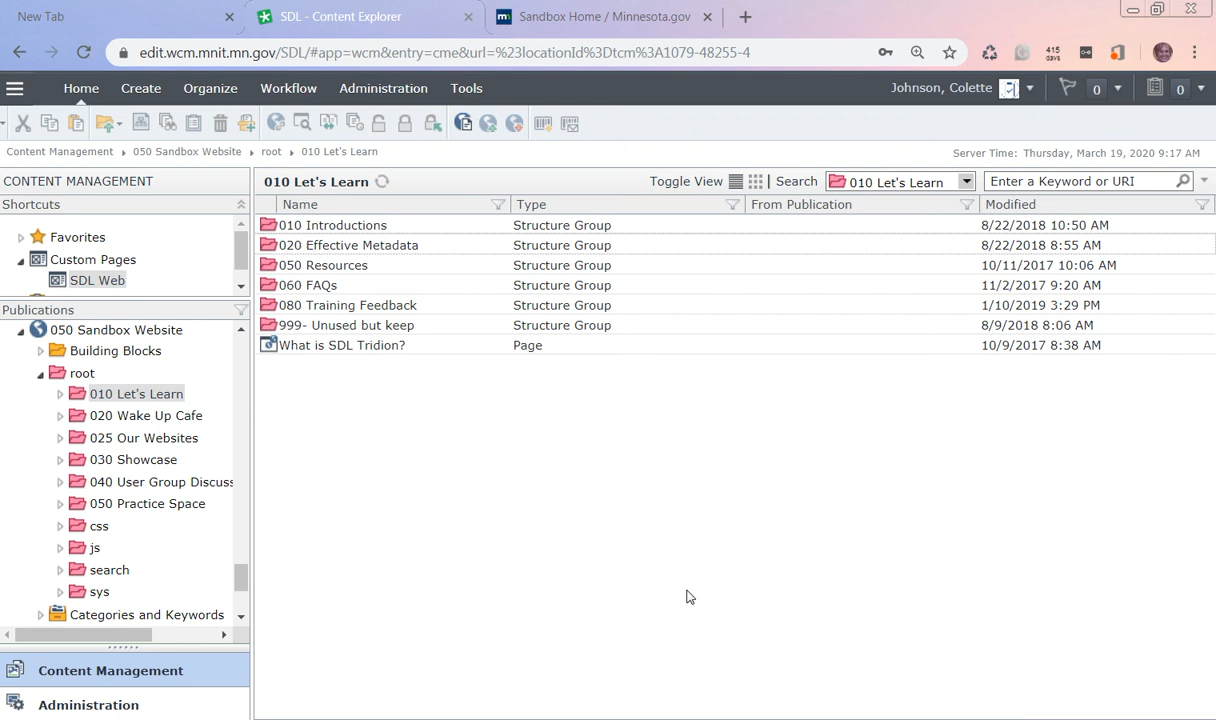 New Tab
SDL - Content Explorer
Sandbox Home / Minnesota.gov
edit.wcm.mnit.mn.gov/SDL/#app=wcm&entry=cme&url=%23locationId%3Dtcm%3A1079-48255-4
415 days
Home Create Organize Workflow Administration Tools
Johnson, Colette
0
0
Content Management 050 Sandbox Website root 010 Let's Learn
Server Time: Thursday, March 19, 2020 9:17 AM
CONTENT MANAGEMENT
010 Let's Learn
Toggle View
Search
010 Let's Learn
Enter a Keyword or URI
Shortcuts
Favorites
Custom Pages
SDL Web
Publications
050 Sandbox Website
Building Blocks
root
010 Let's Learn
020 Wake Up Cafe
025 Our Websites
030 Showcase
040 User Group Discuss
050 Practice Space
css
js
search
sys
Categories and Keywords
Content Management
Administration
Name Type From Publication Modified
010 Introductions Structure Group 8/22/2018 10:50 AM
020 Effective Metadata Structure Group 8/22/2018 8:55 AM
050 Resources Structure Group 10/11/2017 10:06 AM
060 FAQs Structure Group 11/2/2017 9:20 AM
080 Training Feedback Structure Group 1/10/2019 3:29 PM
999- Unused but keep Structure Group 8/9/2018 8:06 AM
What is SDL Tridion? Page 10/9/2017 8:38 AM